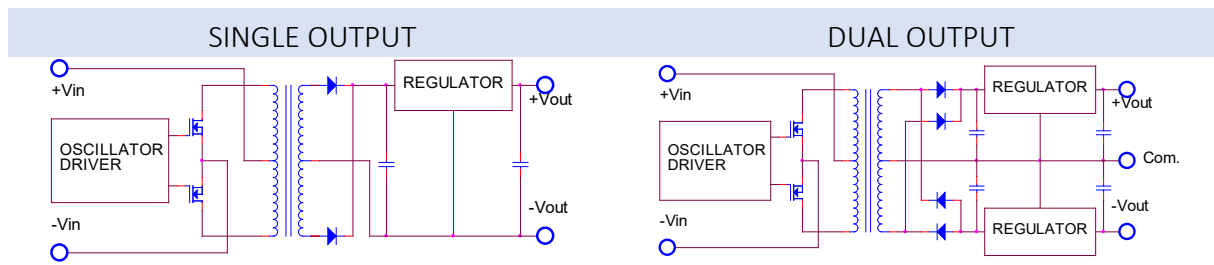 SINGLE OUTPUT
+Vin
OSCILLATOR
DRIVER
-Vin
REGULATOR
+Vout
-Vout
DUAL OUTPUT
+Vin
OSCILLATOR
DRIVER
-Vin
REGULATOR
+Vout
Com.
-Vout
REGULATOR